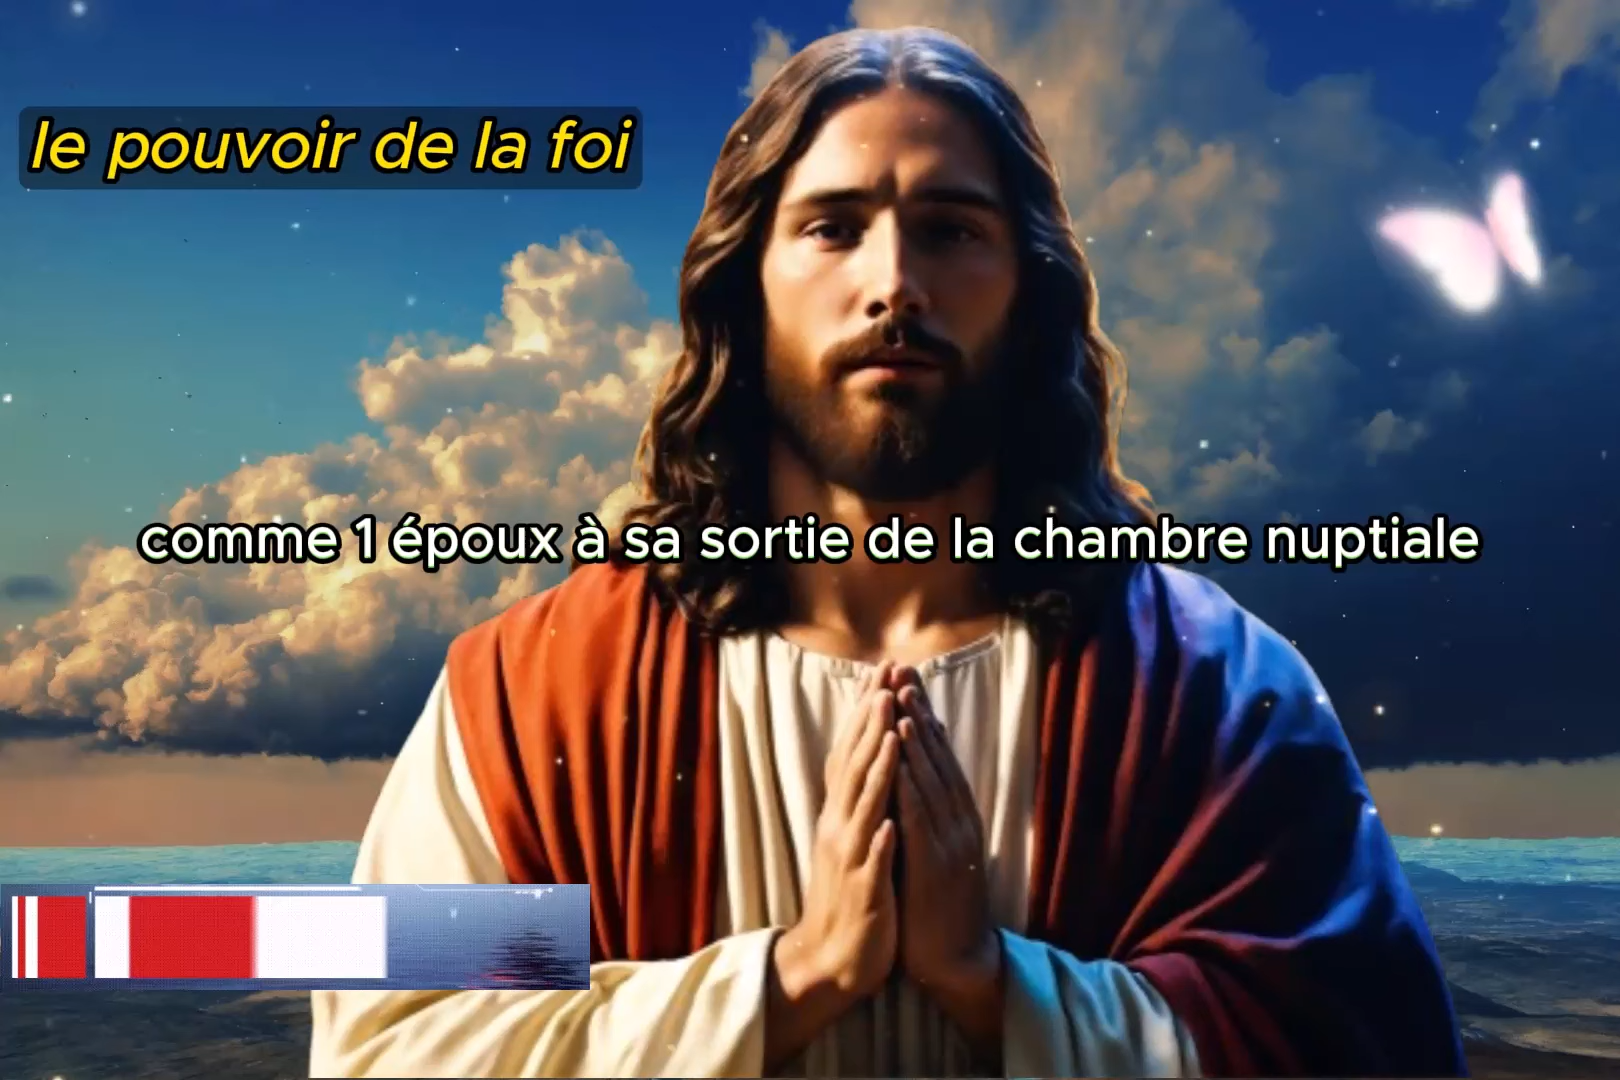 le pouvoir de la foi
comme 1 époux à sa sortie de la chambre nuptiale